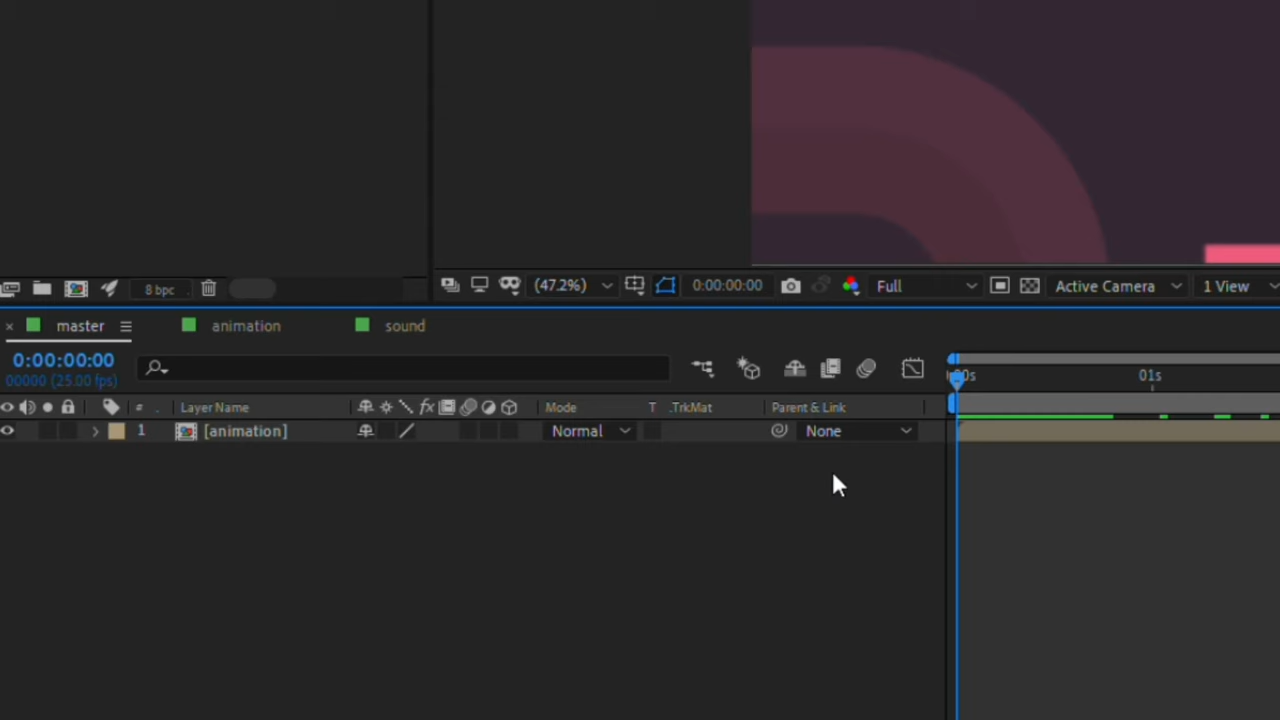 8 bpc
(47.2%)
0:00:00:00
Full
Active Camera
1 View
master
animation
sound
0:00:00:00
00000 (25.00 fps)
01s
#
Layer Name
fx
Mode
T
.TrkMat
Parent & Link
1
[animation]
Normal
None